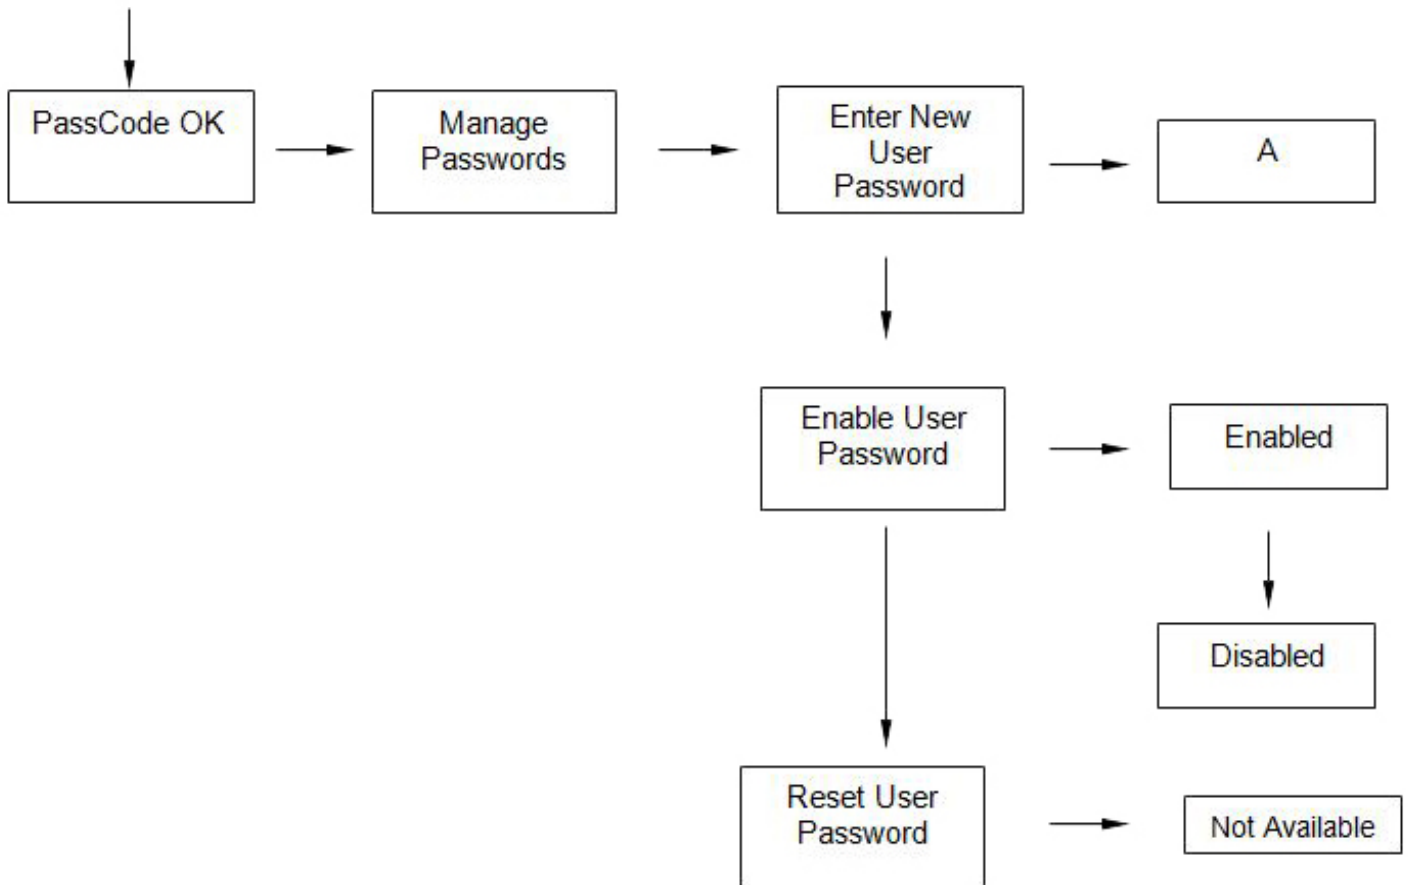 PassCode OK
Manage
Passwords
Enter New
User
Password
A
Enable User
Password
Enabled
Disabled
Reset User
Password
Not Available